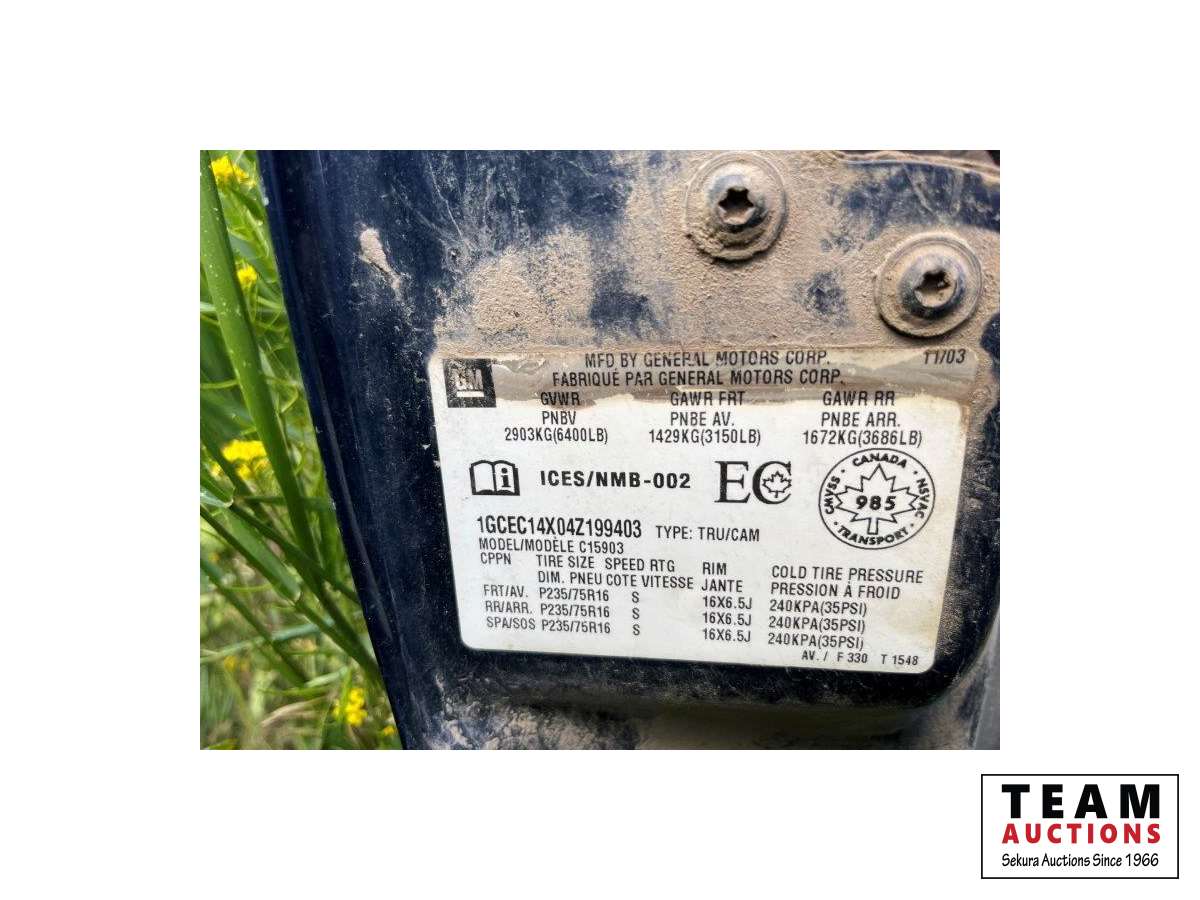 MFD BY GENERAL MOTORS CORP. 11/03
FABRIQUÉ PAR GENERAL MOTORS CORP.
GM
GVWR GAWR FRT GAWR RR
PNBV PNBE AV. PNBE ARR.
2903KG(6400LB) 1429KG(3150LB) 1672KG(3686LB)
i ICES/NMB-002 EC
CANADA
CMVSS 985 NSVAC
TRANSPORT
1GCEC14X04Z199403 TYPE: TRU/CAM
MODEL/MODÈLE C15903
CPPN TIRE SIZE SPEED RTG RIM COLD TIRE PRESSURE
DIM. PNEU COTE VITESSE JANTE PRESSION À FROID
FRT/AV. P235/75R16 S 16X6.5J 240KPA(35PSI)
RR/ARR. P235/75R16 S 16X6.5J 240KPA(35PSI)
SPA/SOS P235/75R16 S 16X6.5J 240KPA(35PSI)
AV. / F 330 T 1548
TEAM
AUCTIONS
Sekura Auctions Since 1966